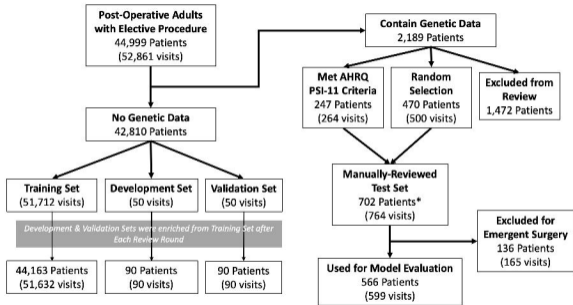 Post-Operative Adults
with Elective Procedure
44,999 Patients
(52,861 visits)
Contain Genetic Data
2,189 Patients
Met AHRQ
PSI-11 Criteria
247 Patients
(264 visits)
Random
Selection
470 Patients
(500 visits)
Excluded from
Review
1,472 Patients
No Genetic Data
42,810 Patients
Training Set
(51,712 visits)
Development Set
(50 visits)
Validation Set
(50 visits)
Manually-Reviewed
Test Set
702 Patients*
(764 visits)
Development & Validation Sets were enriched from Training Set after
Each Review Round
Excluded for
Emergent Surgery
136 Patients
(165 visits)
44,163 Patients
(51,632 visits)
90 Patients
(90 visits)
90 Patients
(90 visits)
Used for Model Evaluation
566 Patients
(599 visits)